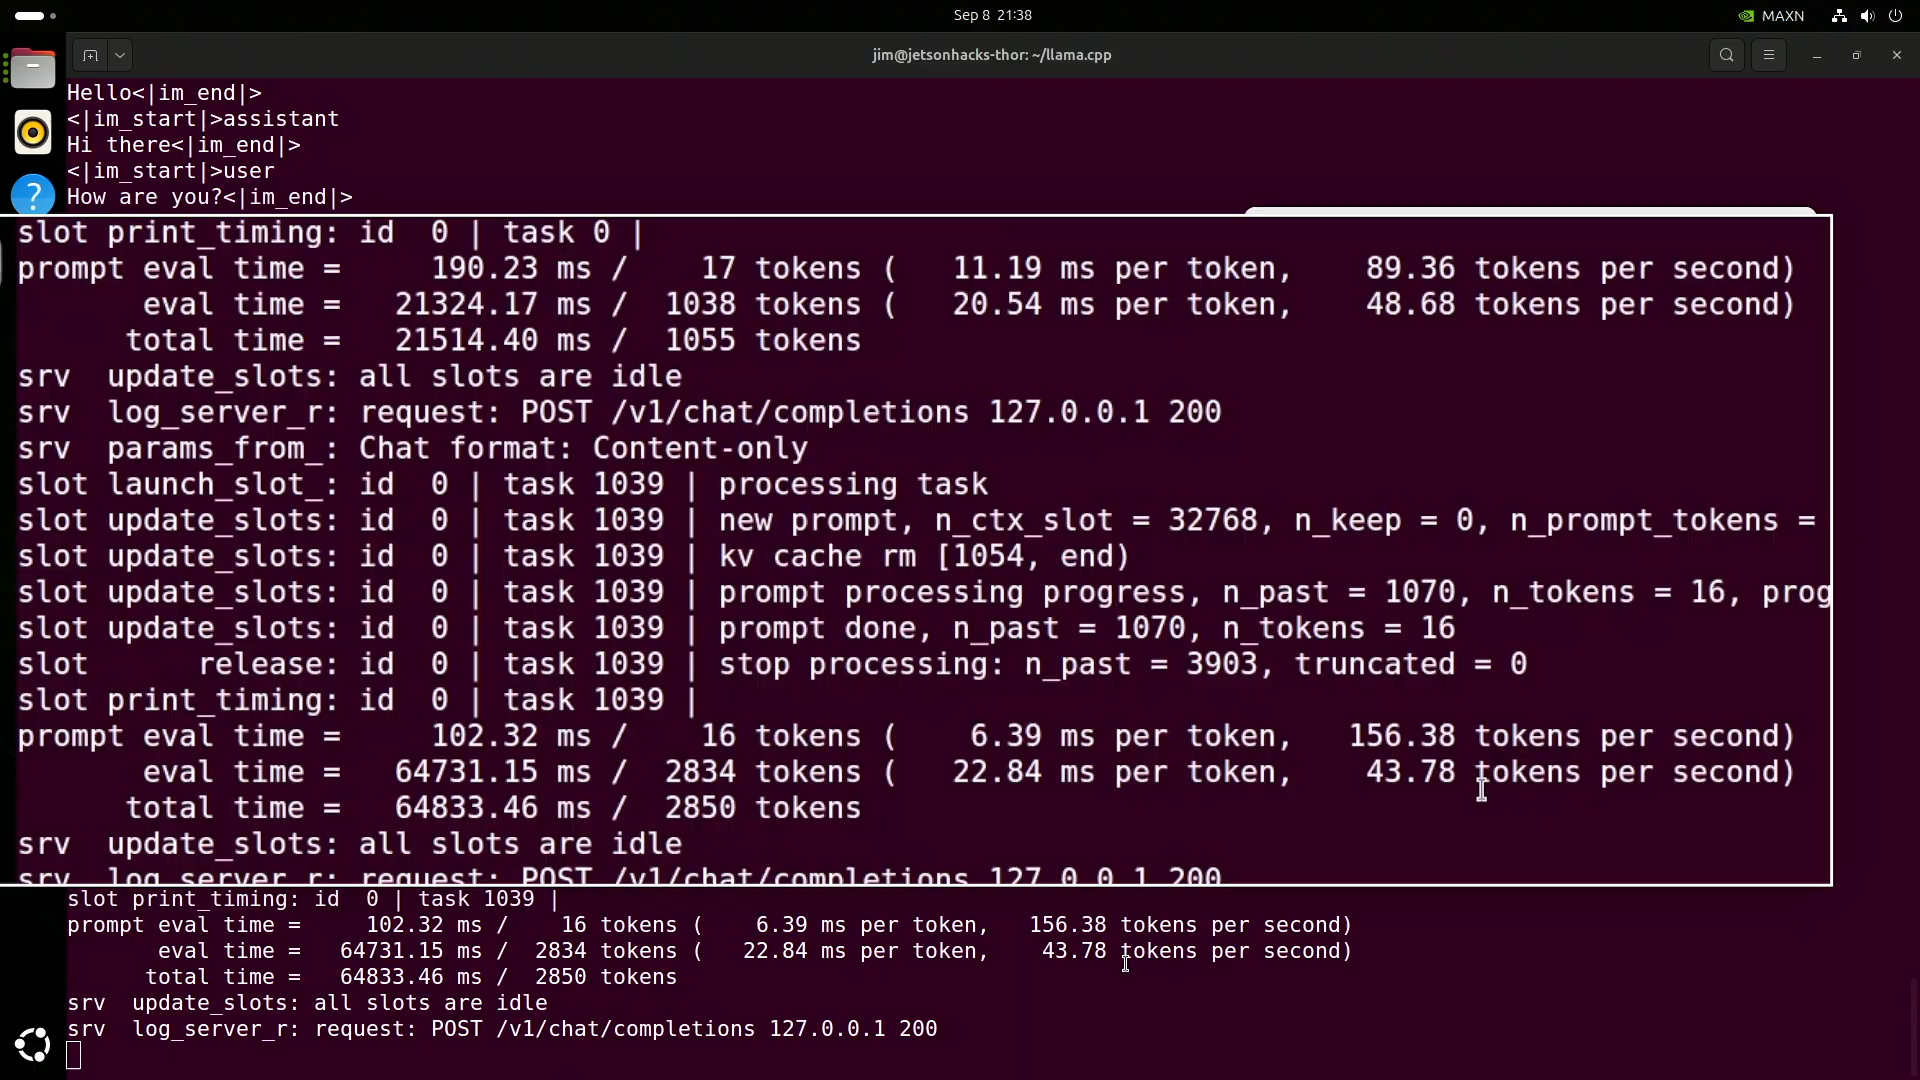 Sep 8 21:38
MAXN
jim@jetsonhacks-thor: ~/llama.cpp
Hello<|im_end|>
<|im_start|>assistant
Hi there<|im_end|>
<|im_start|>user
How are you?<|im_end|>
slot print_timing: id  0 | task 0 |
prompt eval time =     190.23 ms /    17 tokens (   11.19 ms per token,    89.36 tokens per second)
       eval time =   21324.17 ms /  1038 tokens (   20.54 ms per token,    48.68 tokens per second)
      total time =   21514.40 ms /  1055 tokens
srv  update_slots: all slots are idle
srv  log_server_r: request: POST /v1/chat/completions 127.0.0.1 200
srv  params_from_: Chat format: Content-only
slot launch_slot_: id  0 | task 1039 | processing task
slot update_slots: id  0 | task 1039 | new prompt, n_ctx_slot = 32768, n_keep = 0, n_prompt_tokens =
slot update_slots: id  0 | task 1039 | kv cache rm [1054, end)
slot update_slots: id  0 | task 1039 | prompt processing progress, n_past = 1070, n_tokens = 16, prog
slot update_slots: id  0 | task 1039 | prompt done, n_past = 1070, n_tokens = 16
slot      release: id  0 | task 1039 | stop processing: n_past = 3903, truncated = 0
slot print_timing: id  0 | task 1039 |
prompt eval time =     102.32 ms /    16 tokens (    6.39 ms per token,   156.38 tokens per second)
       eval time =   64731.15 ms /  2834 tokens (   22.84 ms per token,    43.78 tokens per second)
      total time =   64833.46 ms /  2850 tokens
srv  update_slots: all slots are idle
srv  log_server_r: request: POST /v1/chat/completions 127.0.0.1 200
slot print_timing: id  0 | task 1039 |
prompt eval time =     102.32 ms /    16 tokens (    6.39 ms per token,   156.38 tokens per second)
       eval time =   64731.15 ms /  2834 tokens (   22.84 ms per token,    43.78 tokens per second)
      total time =   64833.46 ms /  2850 tokens
srv  update_slots: all slots are idle
srv  log_server_r: request: POST /v1/chat/completions 127.0.0.1 200